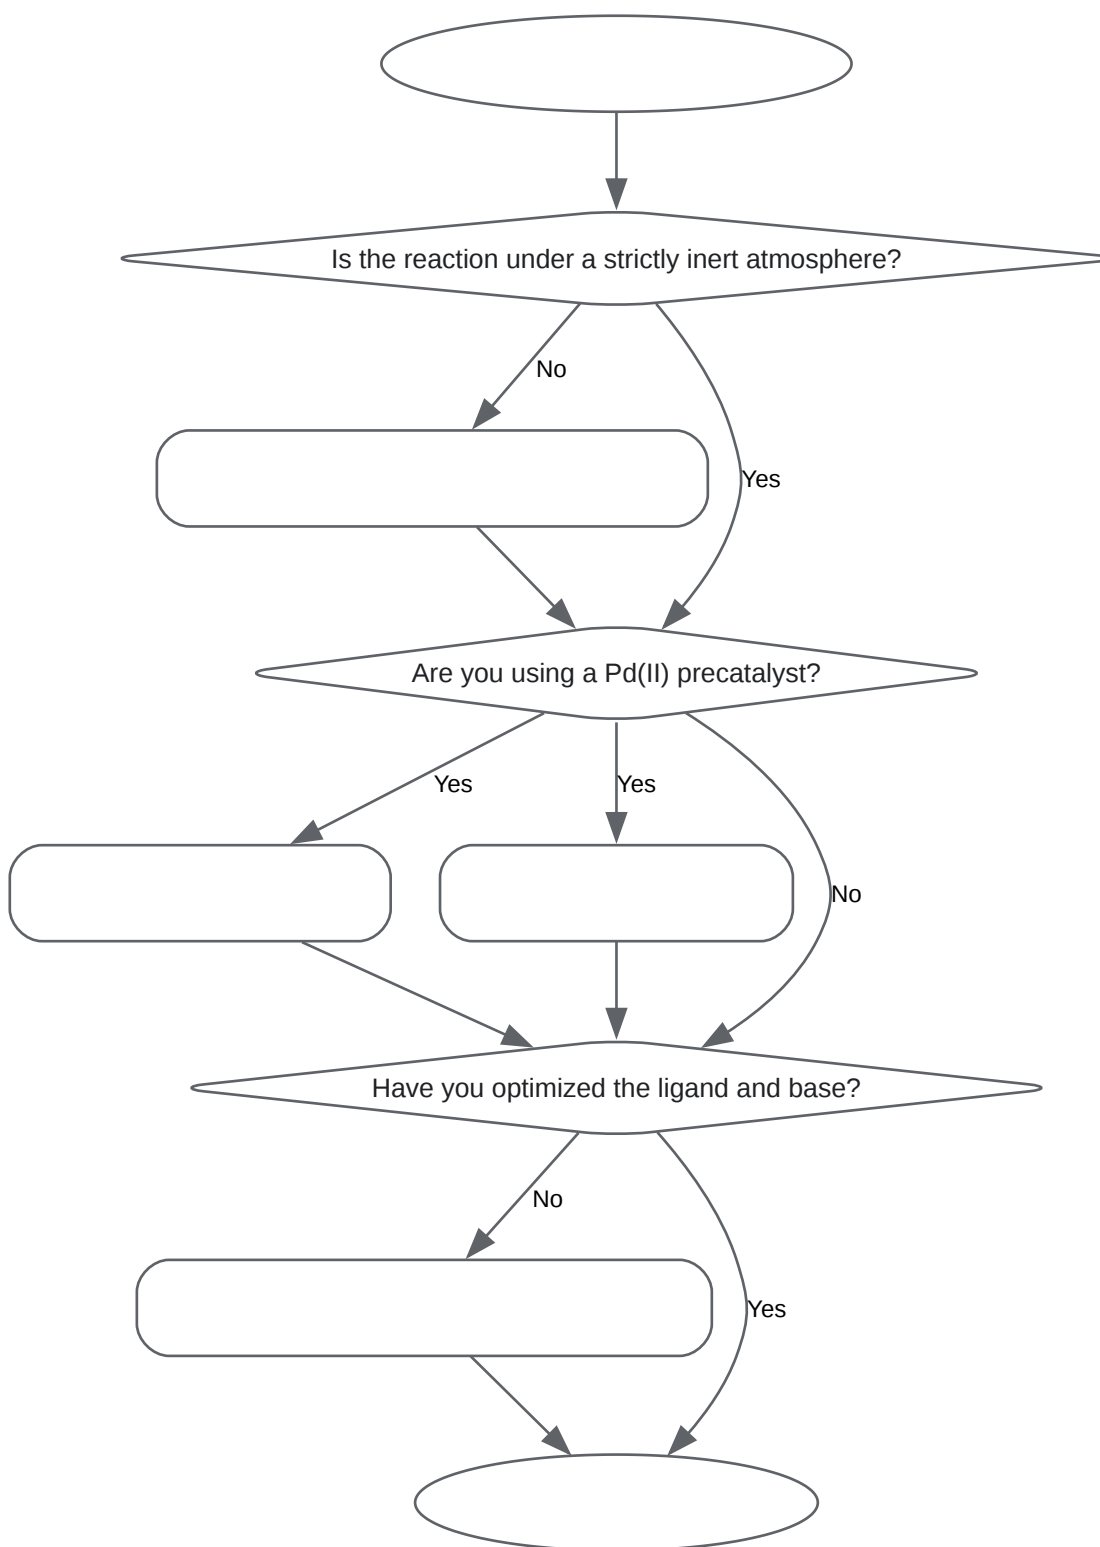 Is the reaction under a strictly inert atmosphere?
No
Yes
Are you using a Pd(II) precatalyst?
Yes
Yes
No
Have you optimized the ligand and base?
No
Yes